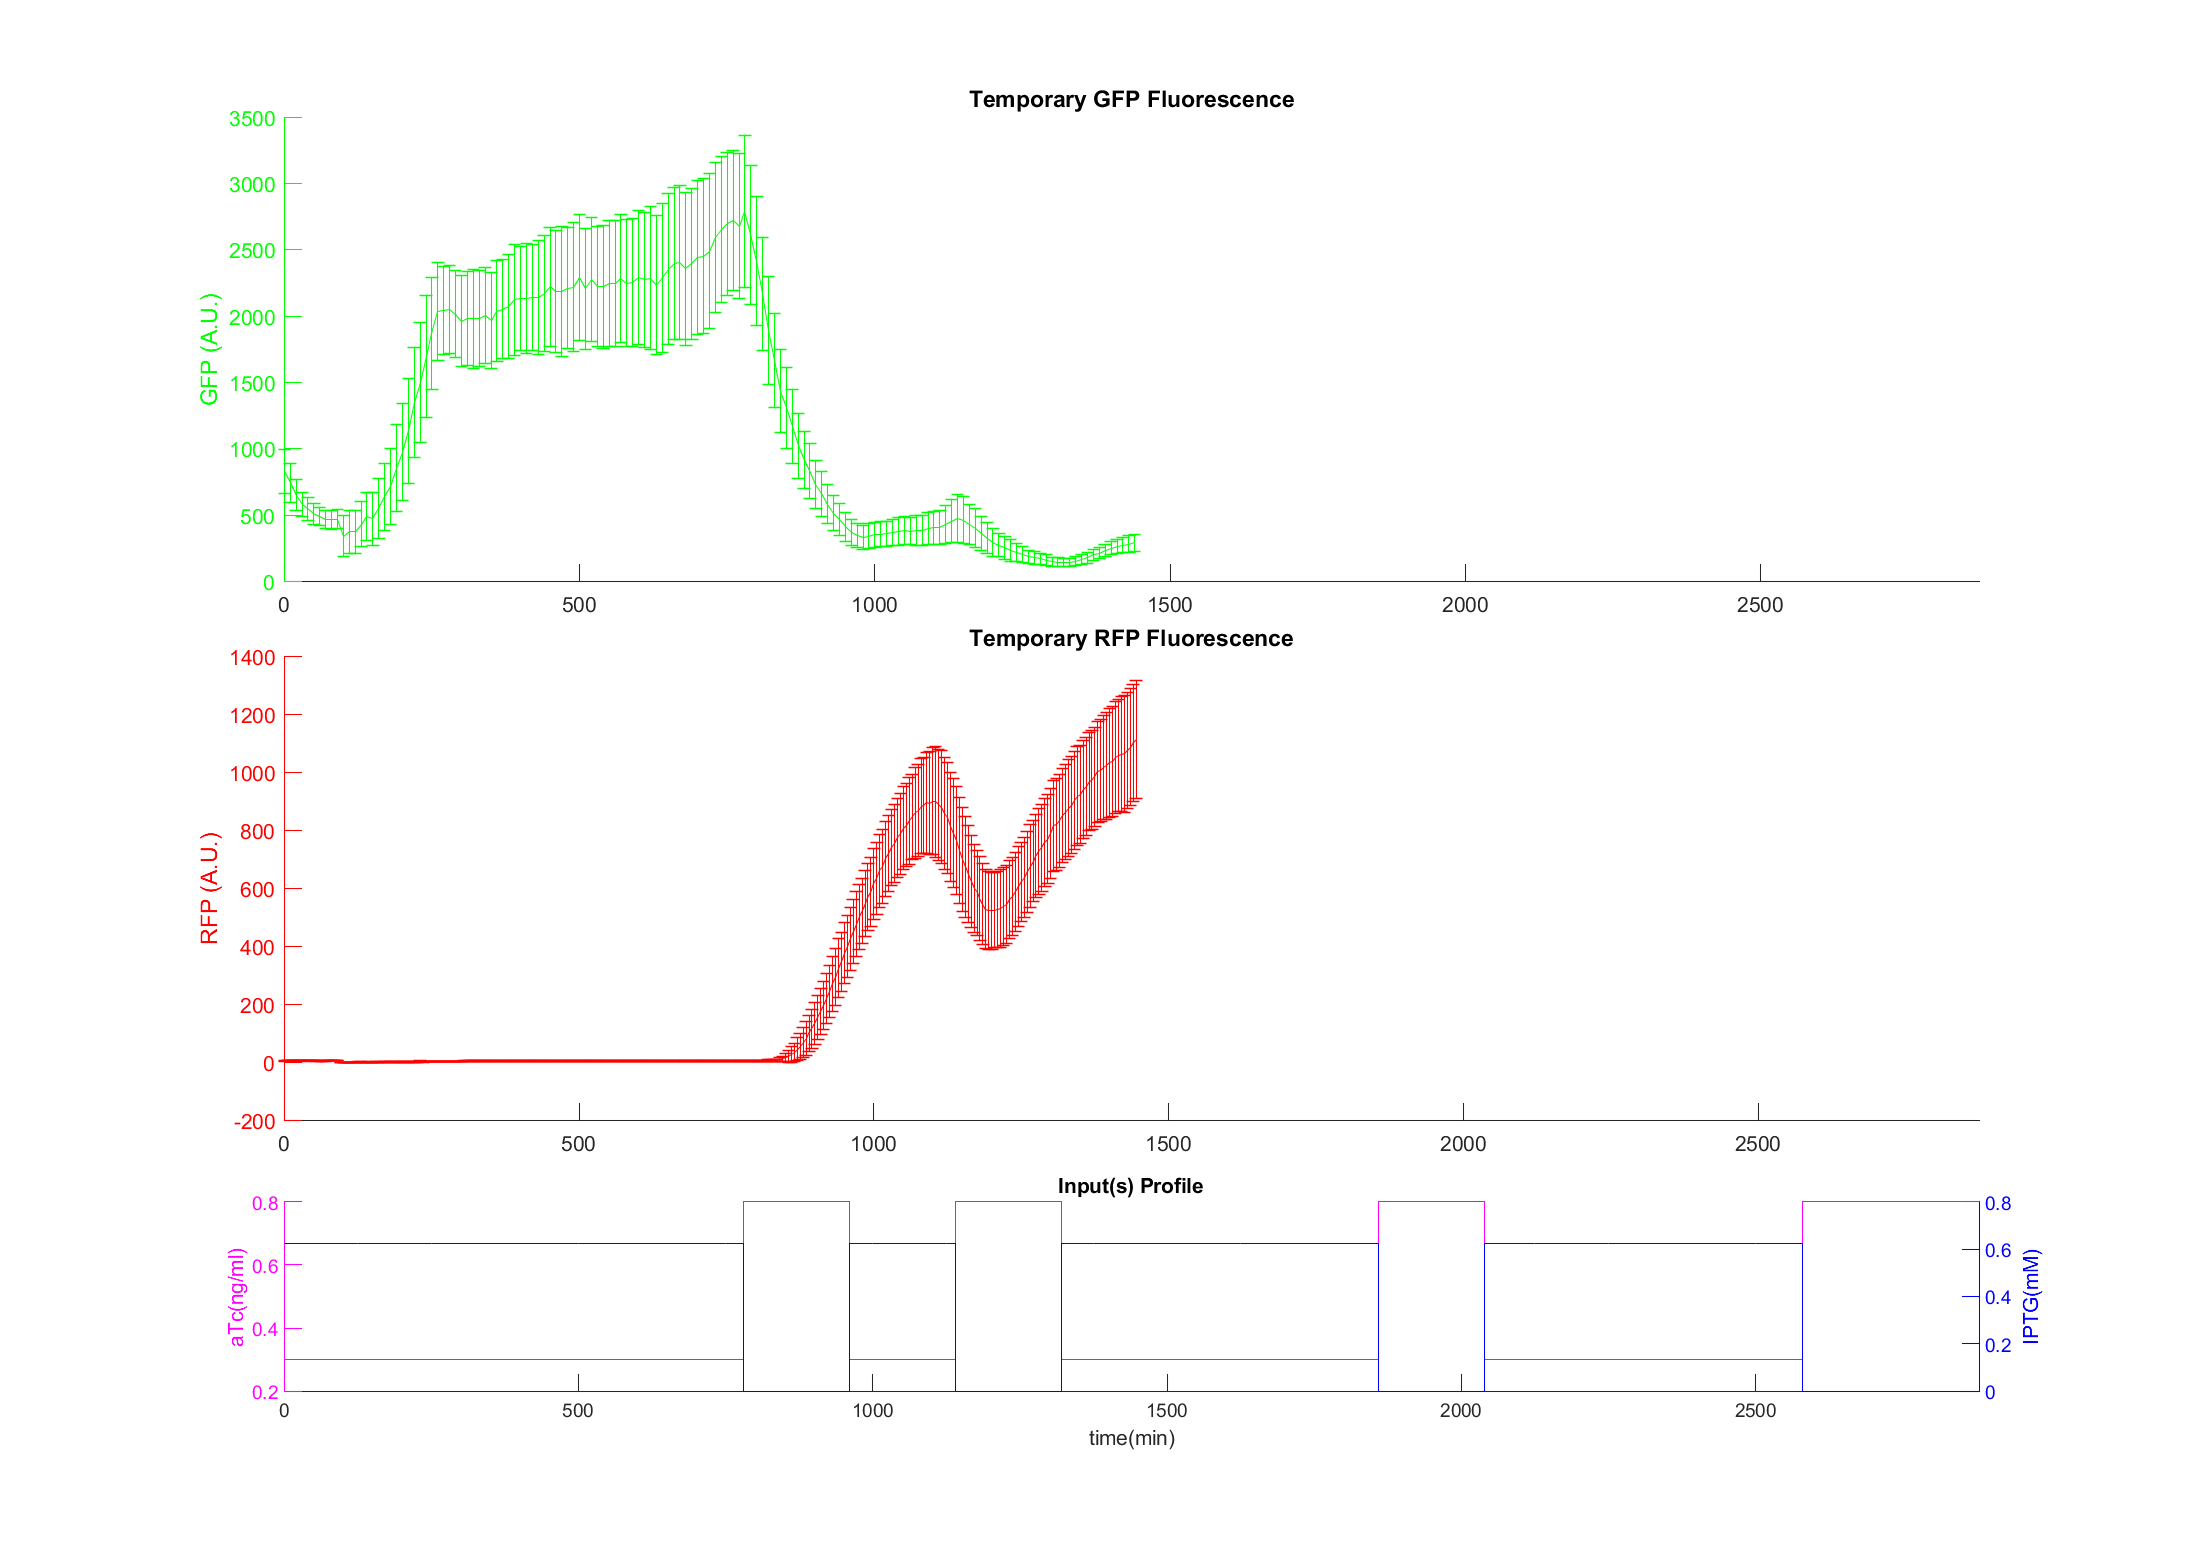 Temporary GFP Fluorescence
3500
3000
2500
2000
1500
1000
500
0
GFP (A.U.)
0 500 1000 1500 2000 2500
Temporary RFP Fluorescence
1400
1200
1000
800
600
400
200
0
-200
RFP (A.U.)
0 500 1000 1500 2000 2500
Input(s) Profile
0.8
0.6
0.4
0.2
aTc(ng/ml)
0.8
0.6
0.4
0.2
0
IPTG(mM)
0 500 1000 1500 2000 2500
time(min)